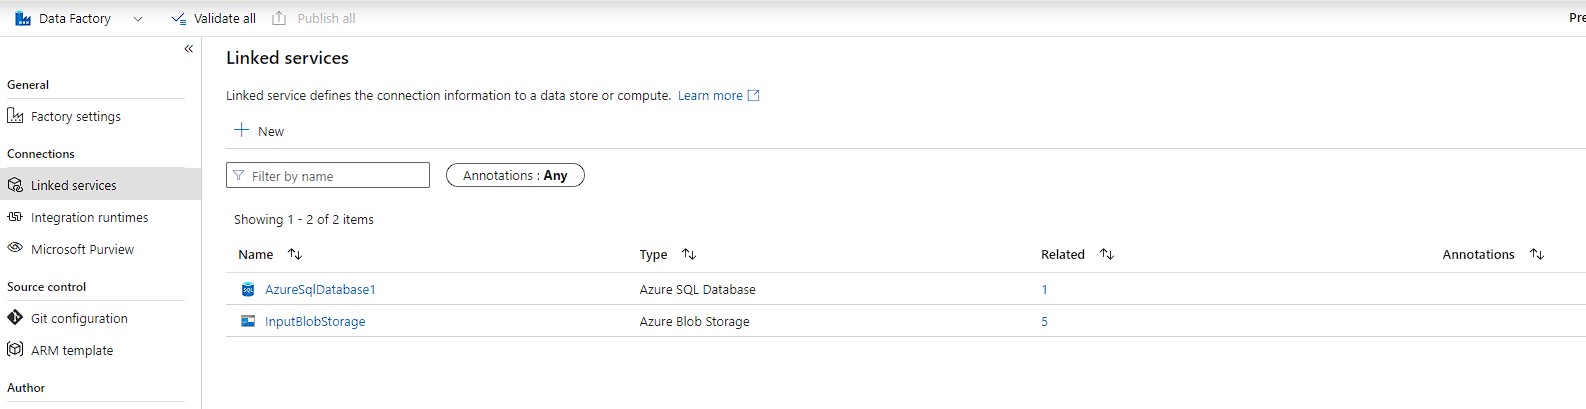 Data Factory Validate all Publish all Pre
«
General
Factory settings
Connections
Linked services
Integration runtimes
Microsoft Purview
Source control
Git configuration
ARM template
Author
Linked services
Linked service defines the connection information to a data store or compute. Learn more
New
Filter by name Annotations : Any
Showing 1 - 2 of 2 items
Name Type Related Annotations
SQL AzureSqlDatabase1 Azure SQL Database 1
InputBlobStorage Azure Blob Storage 5